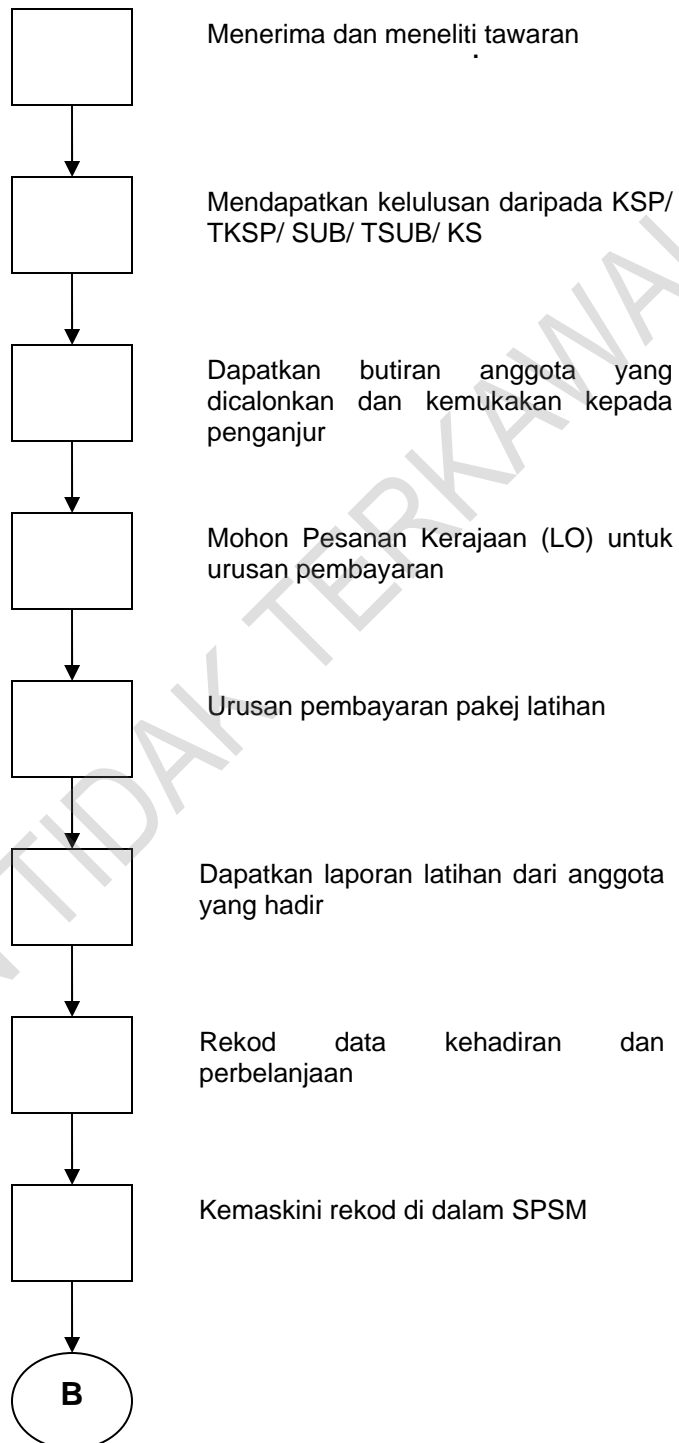 Menerima dan meneliti tawaran
.
Mendapatkan kelulusan daripada KSP/
TKSP/ SUB/ TSUB/ KS
Dapatkan butiran anggota yang
dicalonkan dan kemukakan kepada
penganjur
Mohon Pesanan Kerajaan (LO) untuk
urusan pembayaran
Urusan pembayaran pakej latihan
Dapatkan laporan latihan dari anggota
yang hadir
Rekod data kehadiran dan
perbelanjaan
Kemaskini rekod di dalam SPSM
B
TIDAK TERKAWAL